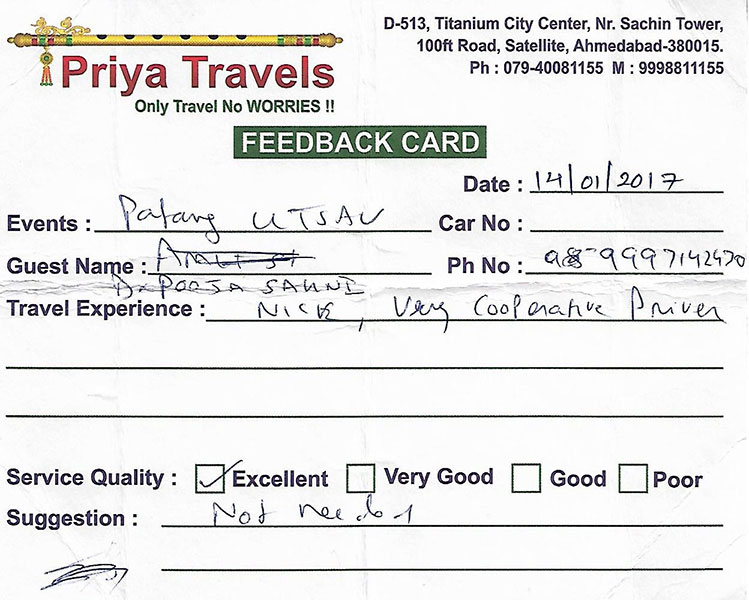 Priya Travels
Only Travel No WORRIES !!
D-513, Titanium City Center, Nr. Sachin Tower,
100ft Road, Satellite, Ahmedabad-380015.
Ph : 079-40081155 M : 9998811155
FEEDBACK CARD
Date : 14/01/2017
Events : Patang UTSAV
Car No :
Guest Name :
Ph No : 9997142470
Dr POOJA SAHNI
Travel Experience : NICE, Very Cooperative Driver
Service Quality : Excellent Very Good Good Poor
Suggestion : Not Needed